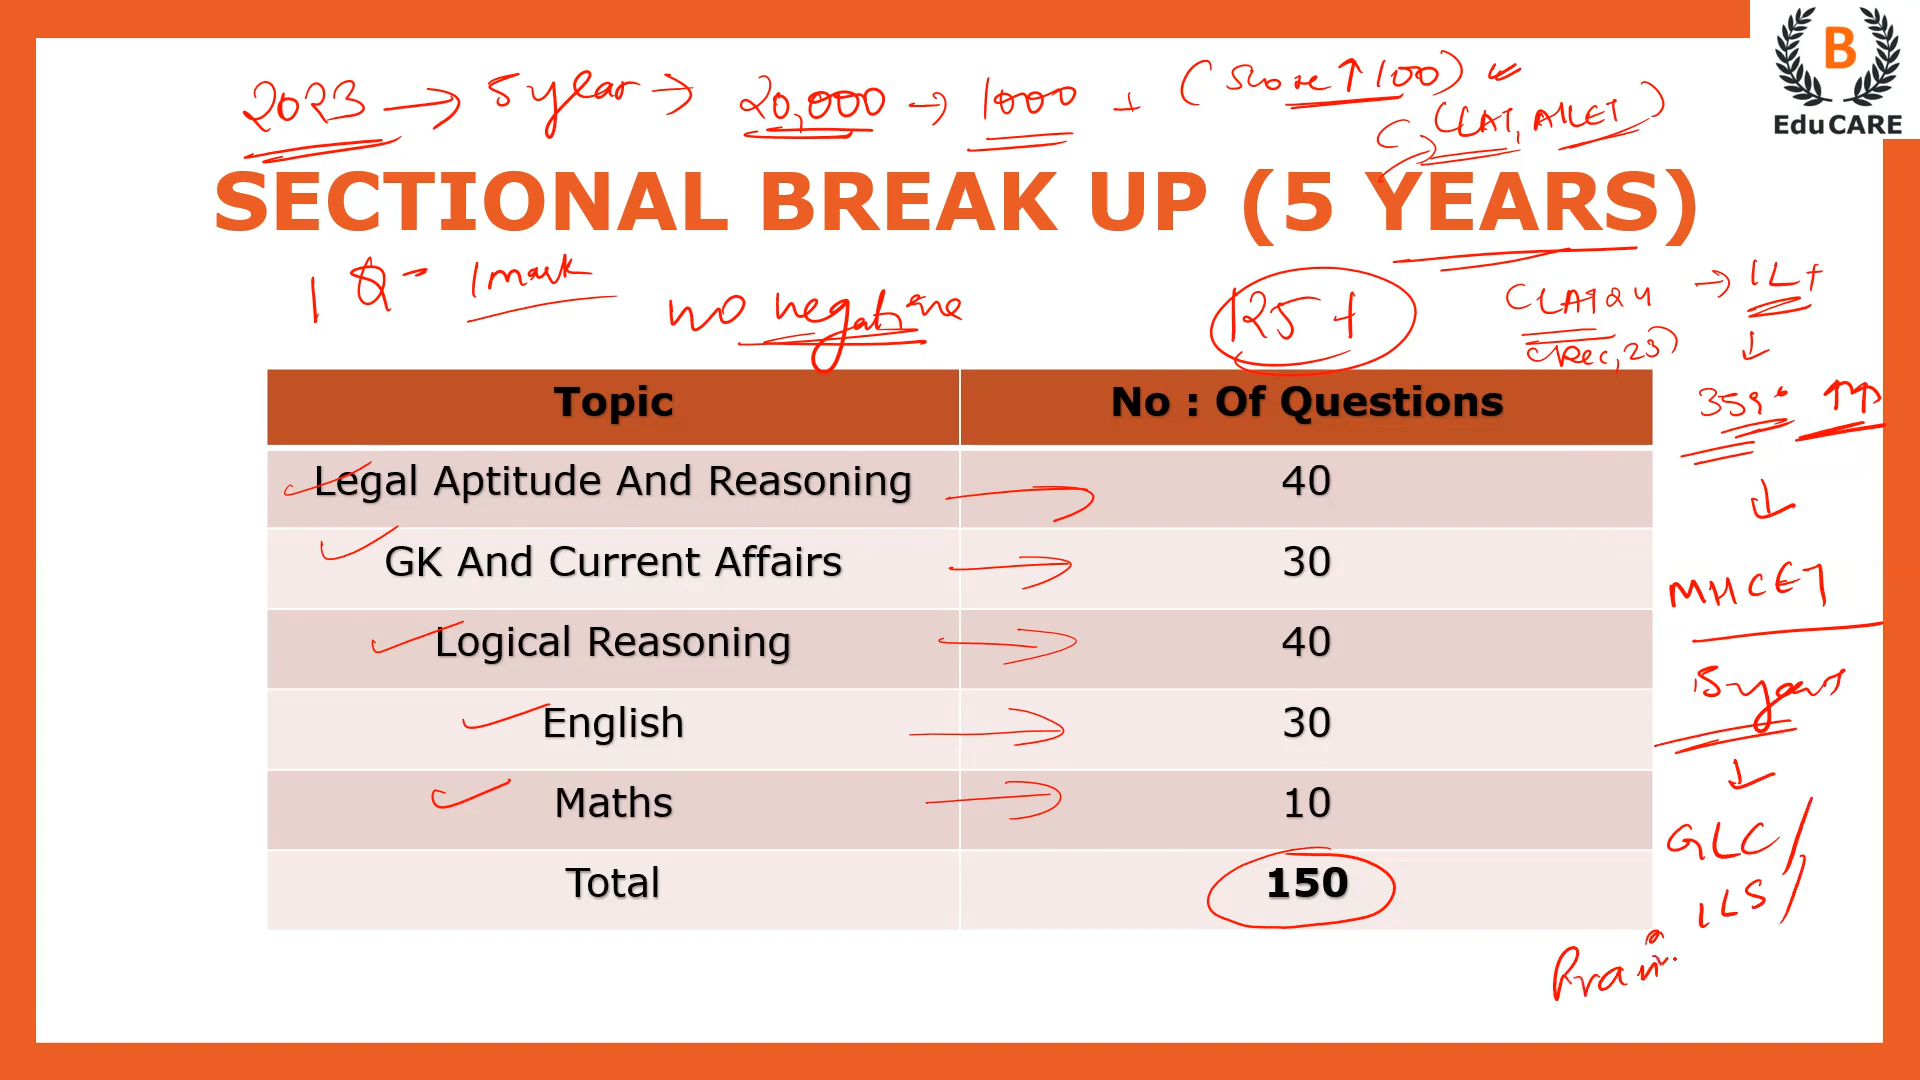 B
EduCARE
2023 → 5 year → 20,000 → 1000 + (score ↑ 100)
(CLAT, AILET)
SECTIONAL BREAK UP (5 YEARS)
1 Q - 1 mark
no negative
125 +
CLAT 24 → 1L+
(Dec, 23)
↓
359 ↑↑
↓
MHCET
5 years
↓
GLC/
ILS/
Topic No : Of Questions
Legal Aptitude And Reasoning → 40
GK And Current Affairs → 30
Logical Reasoning → 40
English → 30
Maths → 10
Total 150